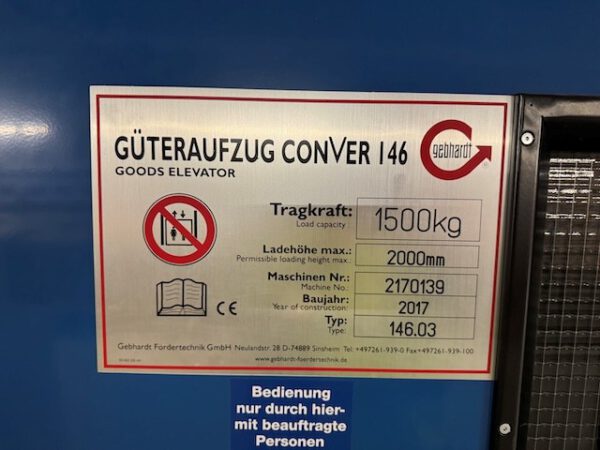 GÜTERAUFZUG CONVER 146
GOODS ELEVATOR
gebhardt
Tragkraft: 1500kg
Load capacity:
Ladehöhe max.: 2000mm
Permissible loading height max.:
Maschinen Nr.: 2170139
Machine No.:
Baujahr: 2017
Year of construction:
Typ: 146.03
Type:
CE
Gebhardt Fördertechnik GmbH Neulandstr. 28 D-74889 Sinsheim Tel: +497261-939-0 Fax+497261-939-100
www.gebhardt-foerdertechnik.de
Bedienung
nur durch hier-
mit beauftragte
Personen